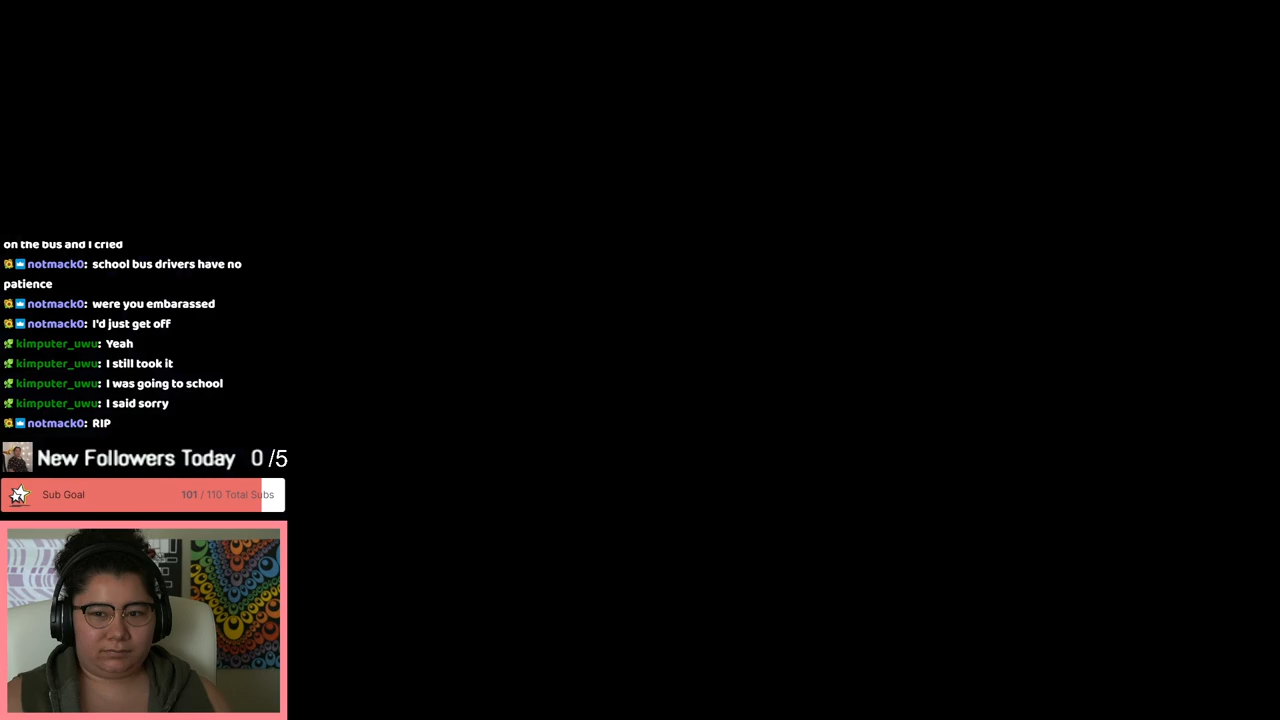 on the bus and I cried
notmack0: school bus drivers have no
patience
notmack0: were you embarassed
notmack0: I'd just get off
kimputer_uwu: Yeah
kimputer_uwu: I still took it
kimputer_uwu: I was going to school
kimputer_uwu: I said sorry
notmack0: RIP
New Followers Today 0 /5
Sub Goal 101 / 110 Total Subs